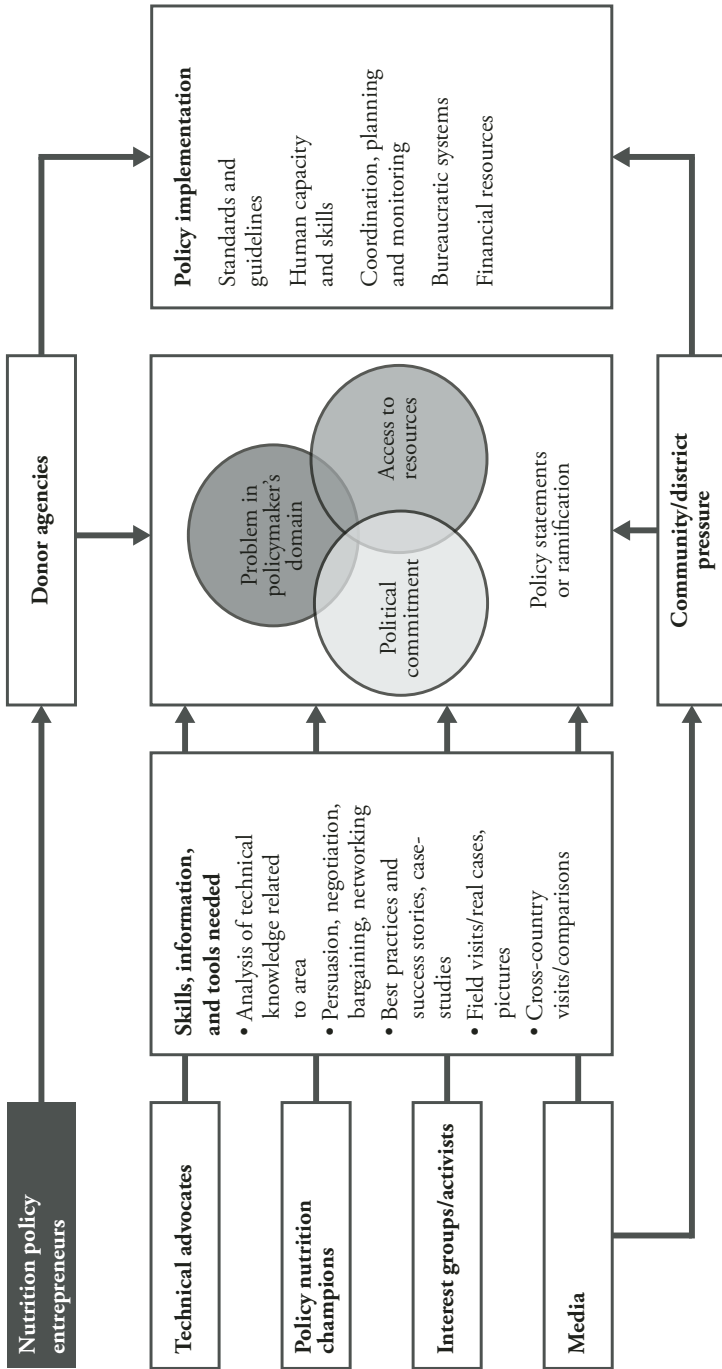 Nutrition policy
entrepreneurs
Donor agencies
Technical advocates
Policy nutrition
champions
Interest groups/activists
Media
Skills, information,
and tools needed
• Analysis of technical
knowledge related
to area
• Persuasion, negotiation,
bargaining, networking
• Best practices and
success stories, case-
studies
• Field visits/real cases,
pictures
• Cross-country
visits/comparisons
Problem in
policymaker's
domain
Political
commitment
Access to
resources
Policy statements
or ramification
Policy implementation
Standards and
guidelines
Human capacity
and skills
Coordination, planning
and monitoring
Bureaucratic systems
Financial resources
Community/district
pressure